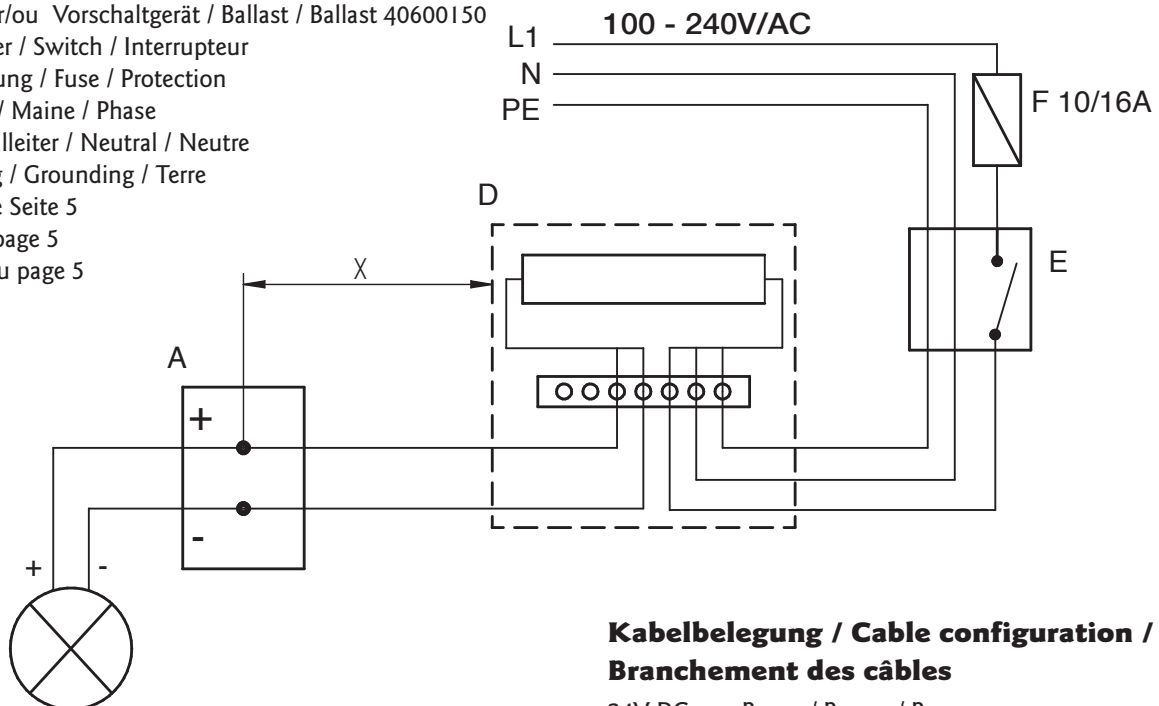 r/ou Vorschaltgerät / Ballast / Ballast 40600150
er / Switch / Interrupteur
ung / Fuse / Protection
/ Maine / Phase
lleiter / Neutral / Neutre
g / Grounding / Terre
e Seite 5
page 5
u page 5
100 - 240V/AC
L1
N
PE
F 10/16A
D
E
X
A
+
-
+ -
Kabelbelegung / Cable configuration /
Branchement des câbles